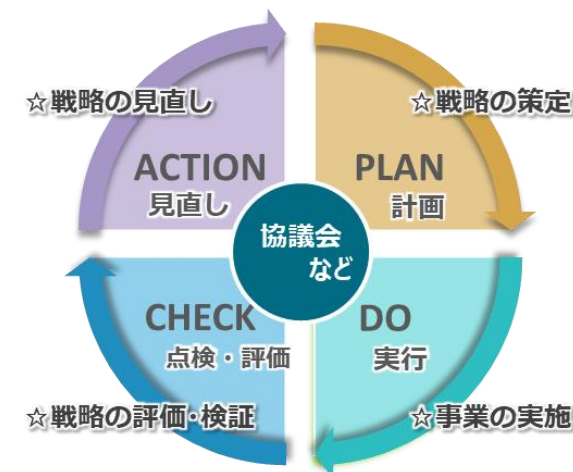 ☆戦略の見直し
ACTION
見直し
☆戦略の策定
PLAN
計画
協議会
など
CHECK
点検・評価
☆戦略の評価・検証
DO
実行
☆事業の実施